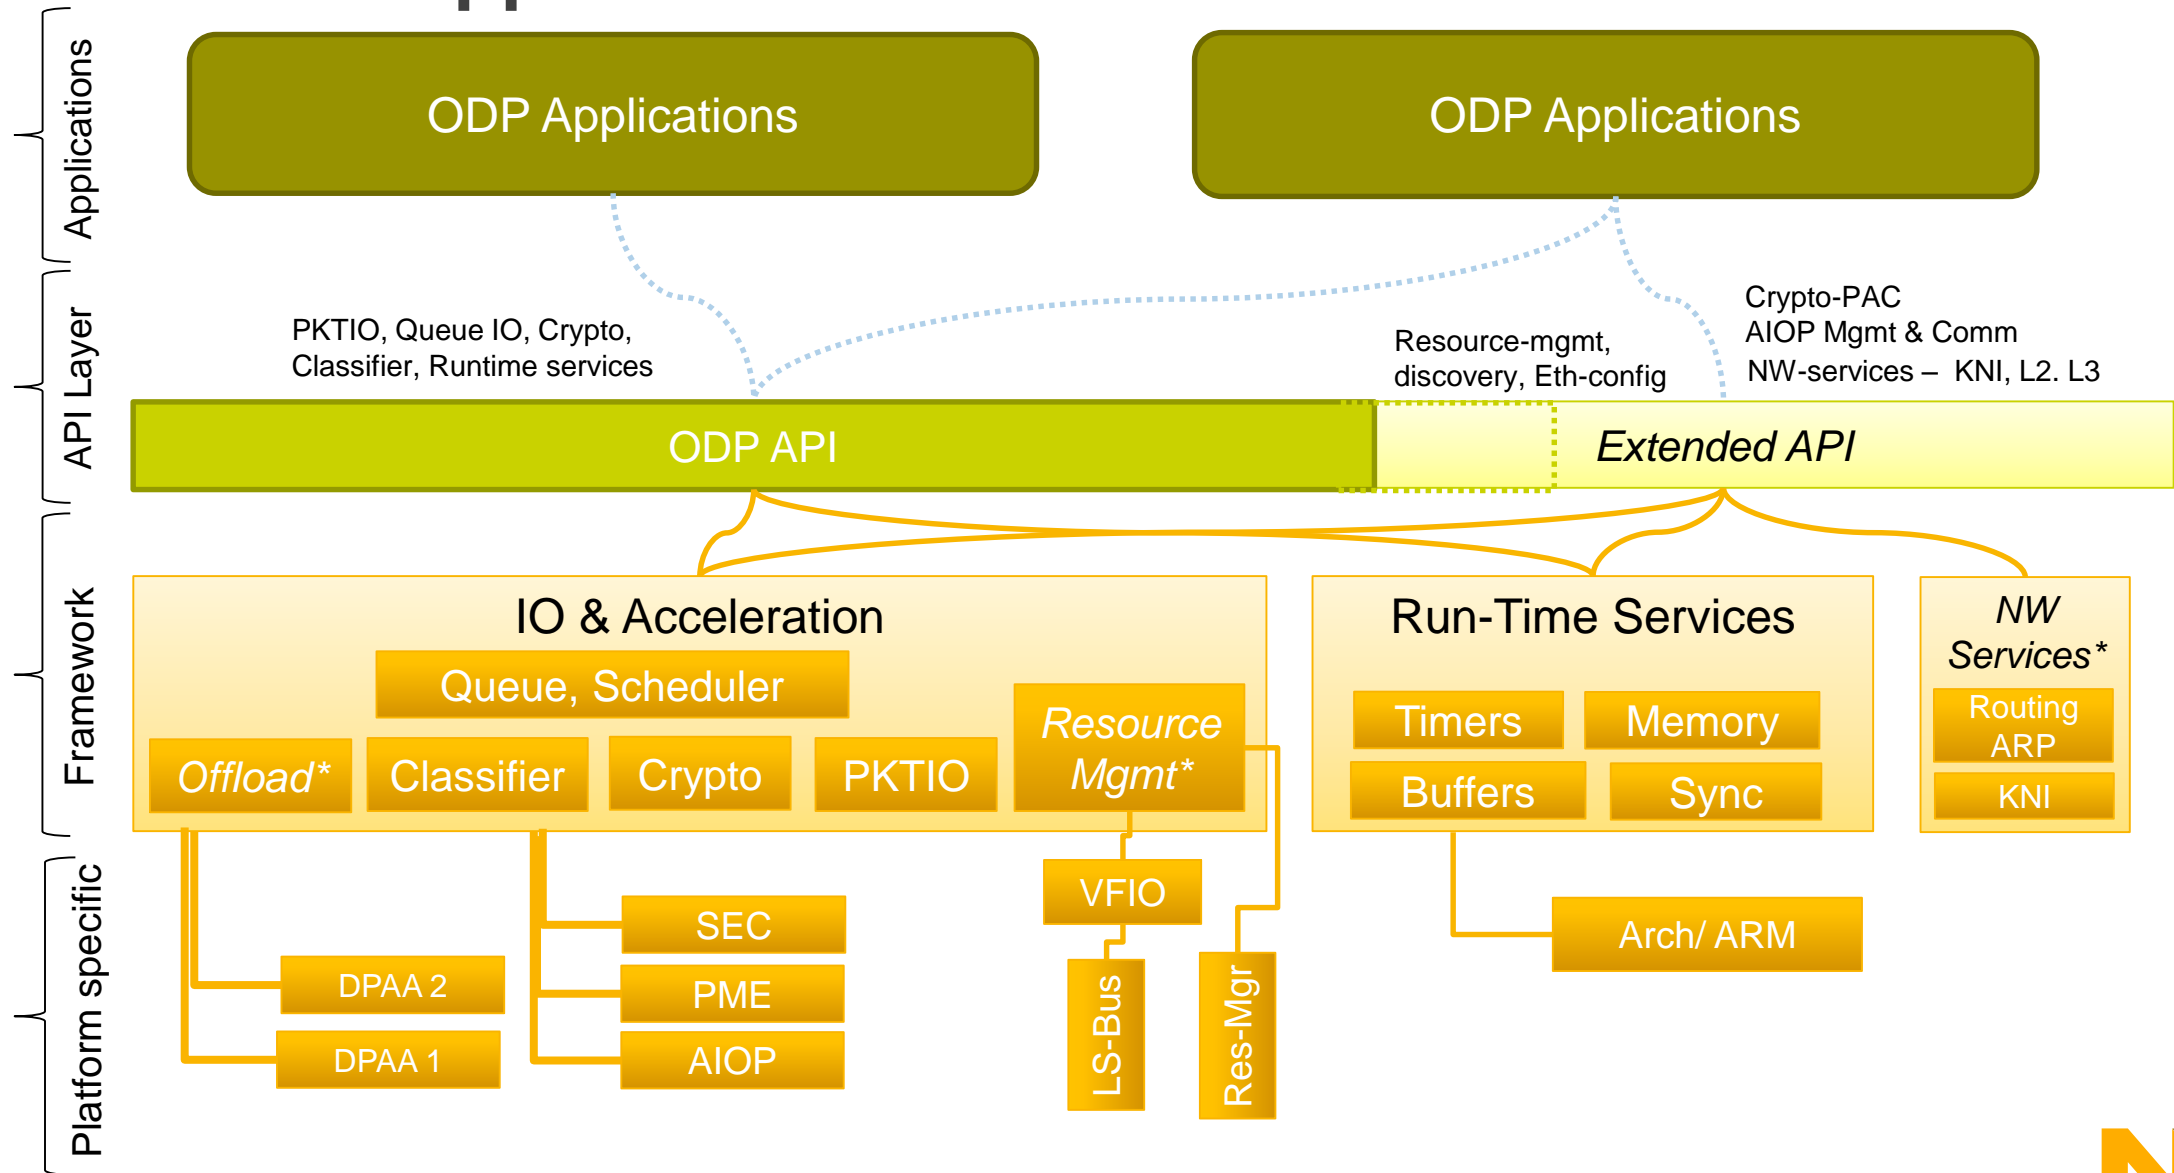 Applications
ODP Applications
ODP Applications
API Layer
PKTIO, Queue IO, Crypto,
Classifier, Runtime services
Resource-mgmt,
discovery, Eth-config
Crypto-PAC
AIOP Mgmt & Comm
NW-services – KNI, L2. L3
ODP API
Extended API
Framework
IO & Acceleration
Queue, Scheduler
Offload*
Classifier
Crypto
PKTIO
Resource
Mgmt*
Run-Time Services
Timers
Memory
Buffers
Sync
NW
Services*
Routing
ARP
KNI
Platform specific
DPAA 2
DPAA 1
SEC
PME
AIOP
VFIO
LS-Bus
Res-Mgr
Arch/ ARM